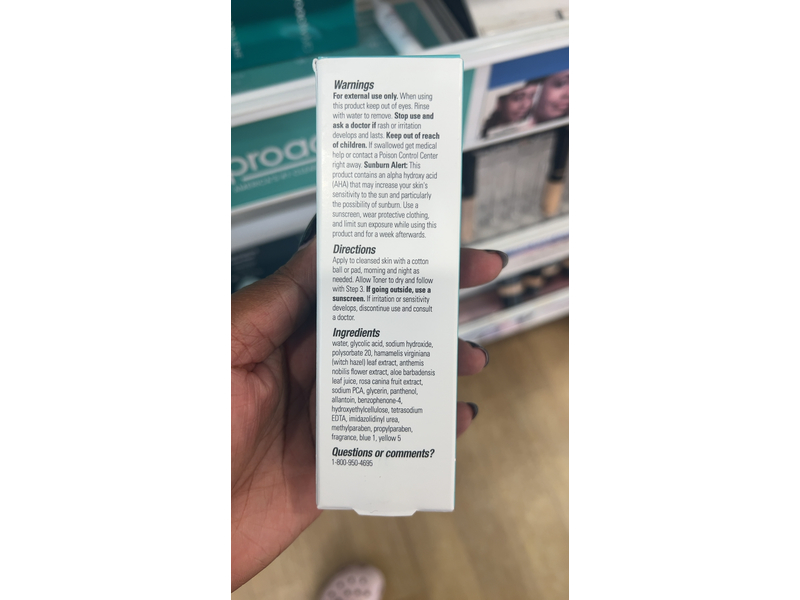 proac
Warnings
For external use only. When using
this product keep out of eyes. Rinse
with water to remove. Stop use and
ask a doctor if rash or irritation
develops and lasts. Keep out of reach
of children. If swallowed get medical
help or contact a Poison Control Center
right away. Sunburn Alert: This
product contains an alpha hydroxy acid
(AHA) that may increase your skin's
sensitivity to the sun and particularly
the possibility of sunburn. Use a
sunscreen, wear protective clothing,
and limit sun exposure while using this
product and for a week afterwards.
Directions
Apply to cleansed skin with a cotton
ball or pad, morning and night as
needed. Allow Toner to dry and follow
with Step 3. If going outside, use a
sunscreen. If irritation or sensitivity
develops, discontinue use and consult
a doctor.
Ingredients
water, glycolic acid, sodium hydroxide,
polysorbate 20, hamamelis virginiana
(witch hazel) leaf extract, anthemis
nobilis flower extract, aloe barbadensis
leaf juice, rosa canina fruit extract,
sodium PCA, glycerin, panthenol,
allantoin, benzophenone-4,
hydroxyethylcellulose, tetrasodium
EDTA, imidazolidinyl urea,
methylparaben, propylparaben,
fragrance, blue 1, yellow 5
Questions or comments?
1-800-950-4695